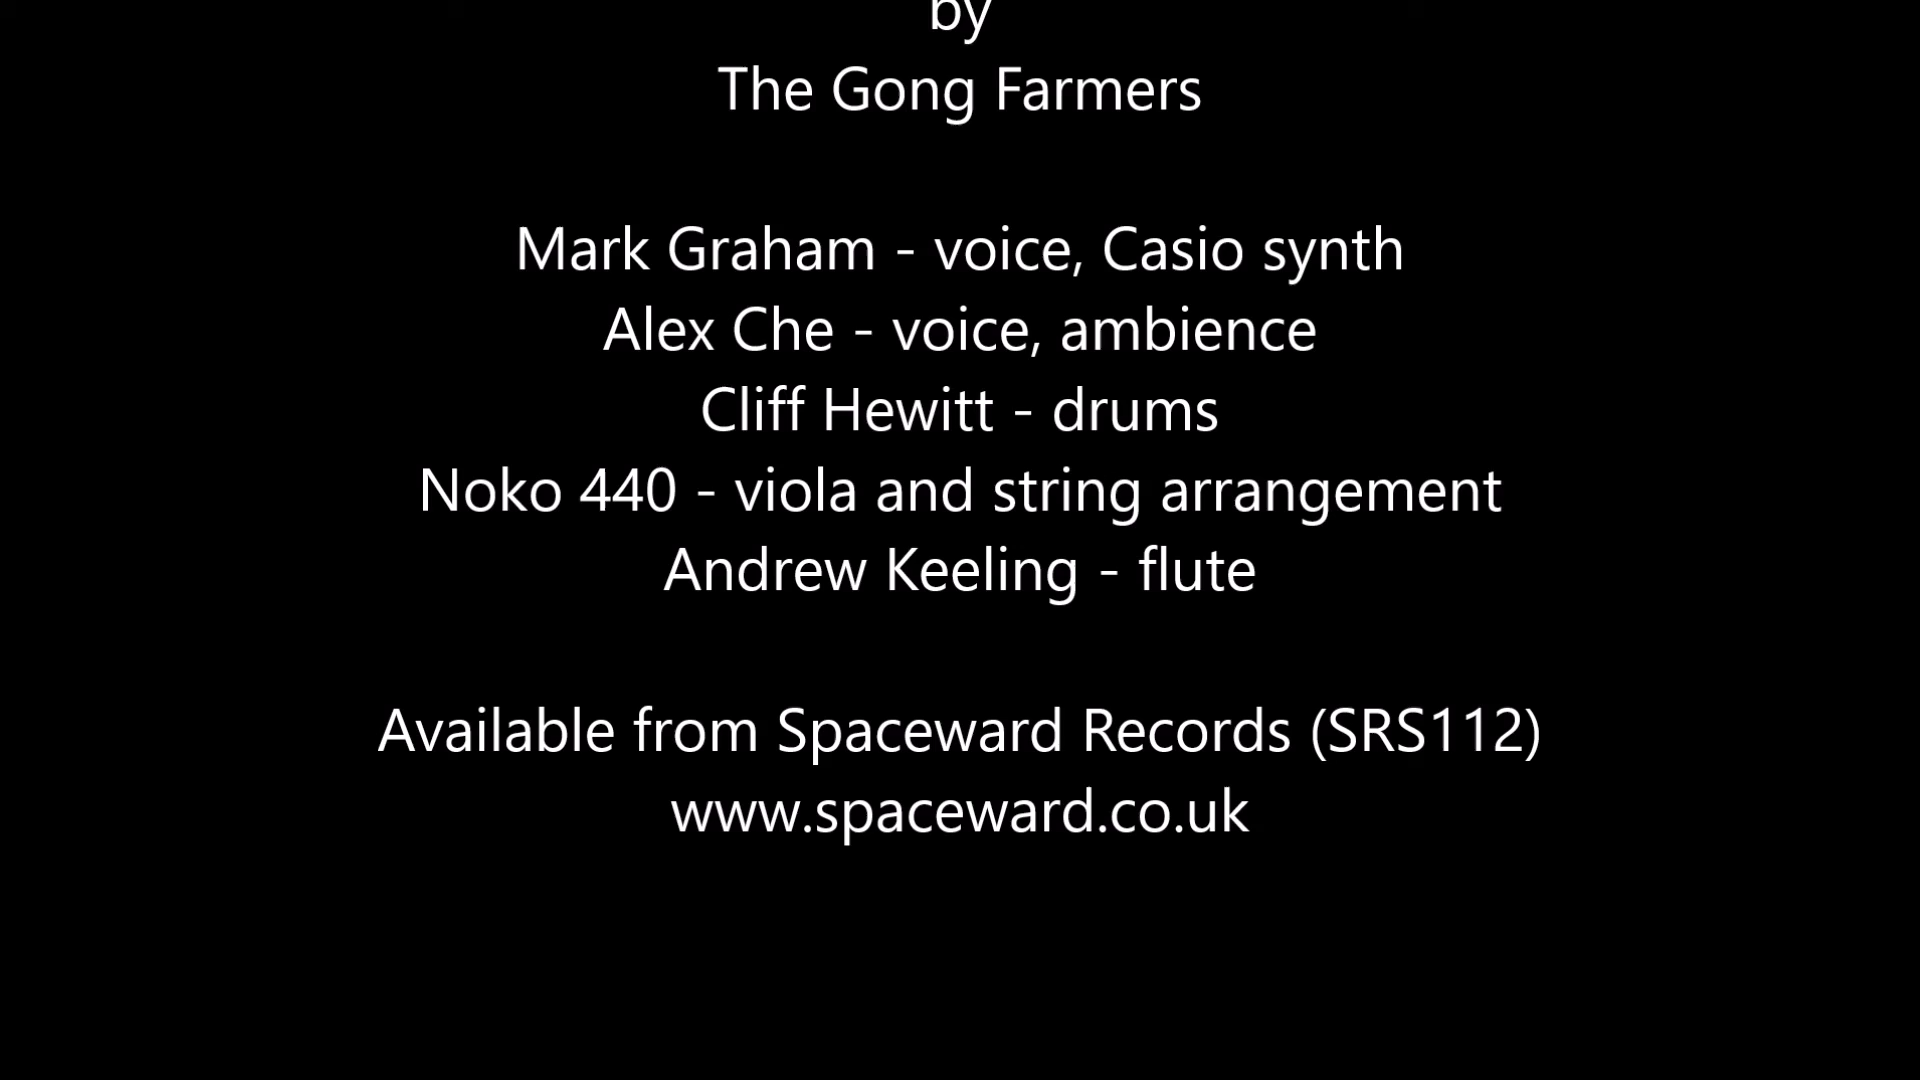 by
The Gong Farmers
Mark Graham - voice, Casio synth
Alex Che - voice, ambience
Cliff Hewitt - drums
Noko 440 - viola and string arrangement
Andrew Keeling - flute
Available from Spaceward Records (SRS112)
www.spaceward.co.uk